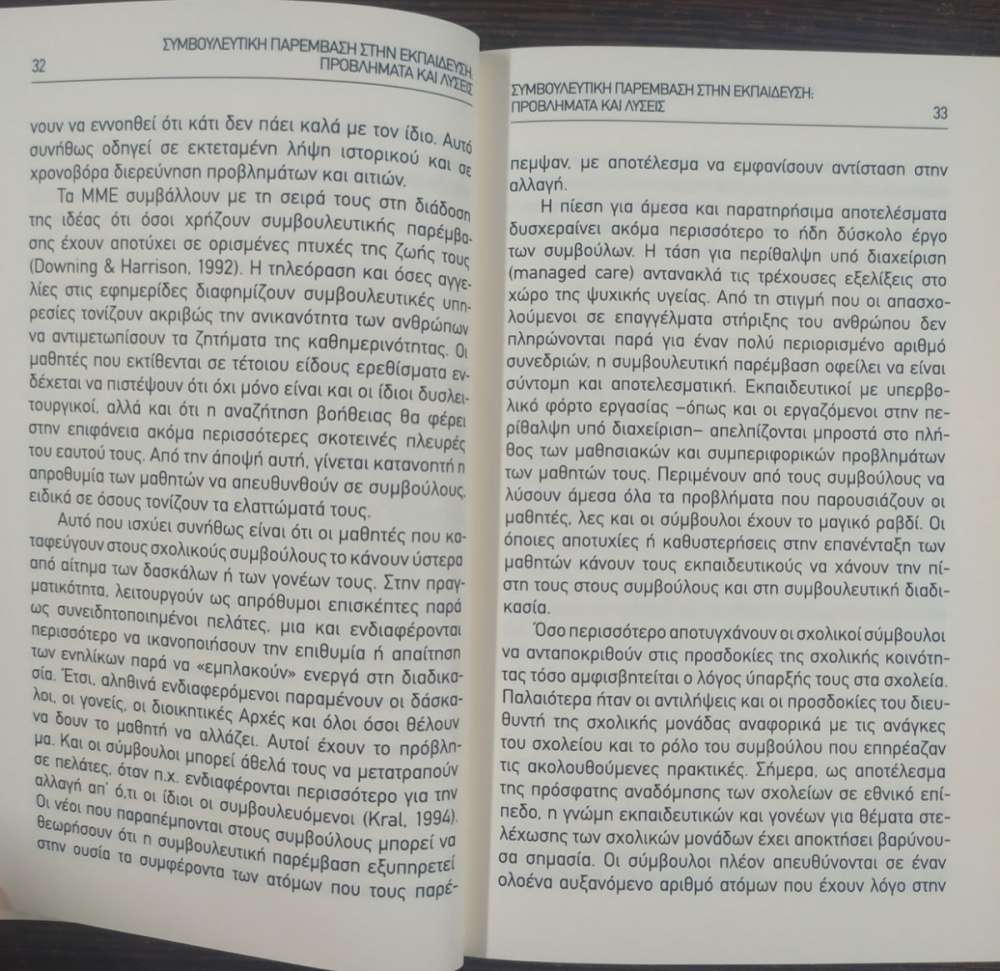 32
ΣΥΜΒΟΥΛΕΥΤΙΚΗ ΠΑΡΕΜΒΑΣΗ ΣΤΗΝ ΕΚΠΑΙΔΕΥΣΗ:
ΠΡΟΒΛΗΜΑΤΑ ΚΑΙ ΛΥΣΕΙΣ
νουν να εννοηθεί ότι κάτι δεν πάει καλά με τον ίδιο. Αυτό
συνήθως οδηγεί σε εκτεταμένη λήψη ιστορικού και σε
χρονοβόρα διερεύνηση προβλημάτων και αιτιών.
Τα ΜΜΕ συμβάλλουν με τη σειρά τους στη διάδοση
της ιδέας ότι όσοι χρήζουν συμβουλευτικής παρέμβα-
σης έχουν αποτύχει σε ορισμένες πτυχές της ζωής τους
(Downing & Harrison, 1992). Η τηλεόραση και όσες αγγε-
λίες στις εφημερίδες διαφημίζουν συμβουλευτικές υπη-
ρεσίες τονίζουν ακριβώς την ανικανότητα των ανθρώπων
να αντιμετωπίσουν τα ζητήματα της καθημερινότητας. Οι
μαθητές που εκτίθενται σε τέτοιου είδους ερεθίσματα εν-
δέχεται να πιστέψουν ότι όχι μόνο είναι και οι ίδιοι δυσλει-
τουργικοί, αλλά και ότι η αναζήτηση βοήθειας θα φέρει
στην επιφάνεια ακόμα περισσότερες σκοτεινές πλευρές
του εαυτού τους. Από την άποψη αυτή, γίνεται κατανοητή η
απροθυμία των μαθητών να απευθυνθούν σε συμβούλους,
ειδικά σε όσους τονίζουν τα ελαττώματά τους.
Αυτό που ισχύει συνήθως είναι ότι οι μαθητές που κα-
ταφεύγουν στους σχολικούς συμβούλους το κάνουν ύστερα
από αίτημα των δασκάλων ή των γονέων τους. Στην πραγ-
ματικότητα, λειτουργούν ως απρόθυμοι επισκέπτες παρά
ως συνειδητοποιημένοι πελάτες, μια και ενδιαφέρονται
περισσότερο να ικανοποιήσουν την επιθυμία ή απαίτηση
των ενηλίκων παρά να «εμπλακούν» ενεργά στη διαδικα-
σία. Έτσι, αληθινά ενδιαφερόμενοι παραμένουν οι δάσκα-
λοι, οι γονείς, οι διοικητικές Αρχές και όλοι όσοι θέλουν
να δουν το μαθητή να αλλάζει. Αυτοί έχουν το πρόβλη-
μα. Και οι σύμβουλοι μπορεί άθελά τους να μετατραπούν
σε πελάτες, όταν π.χ. ενδιαφέρονται περισσότερο για την
αλλαγή απ’ ό,τι οι ίδιοι οι συμβουλευόμενοι (Kral, 1994).
Οι νέοι που παραπέμπονται στους συμβούλους μπορεί να
θεωρήσουν ότι η συμβουλευτική παρέμβαση εξυπηρετεί
στην ουσία τα συμφέροντα των ατόμων που τους παρέ-
ΣΥΜΒΟΥΛΕΥΤΙΚΗ ΠΑΡΕΜΒΑΣΗ ΣΤΗΝ ΕΚΠΑΙΔΕΥΣΗ:
ΠΡΟΒΛΗΜΑΤΑ ΚΑΙ ΛΥΣΕΙΣ
33
πεμψαν, με αποτέλεσμα να εμφανίσουν αντίσταση στην
αλλαγή.
Η πίεση για άμεσα και παρατηρήσιμα αποτελέσματα
δυσχεραίνει ακόμα περισσότερο το ήδη δύσκολο έργο
των συμβούλων. Η τάση για περίθαλψη υπό διαχείριση
(managed care) αντανακλά τις τρέχουσες εξελίξεις στο
χώρο της ψυχικής υγείας. Από τη στιγμή που οι απασχο-
λούμενοι σε επαγγέλματα στήριξης του ανθρώπου δεν
πληρώνονται παρά για έναν πολύ περιορισμένο αριθμό
συνεδριών, η συμβουλευτική παρέμβαση οφείλει να είναι
σύντομη και αποτελεσματική. Εκπαιδευτικοί με υπερβο-
λικό φόρτο εργασίας –όπως και οι εργαζόμενοι στην πε-
ρίθαλψη υπό διαχείριση– απελπίζονται μπροστά στο πλή-
θος των μαθησιακών και συμπεριφορικών προβλημάτων
των μαθητών τους. Περιμένουν από τους συμβούλους να
λύσουν άμεσα όλα τα προβλήματα που παρουσιάζουν οι
μαθητές, λες και οι σύμβουλοι έχουν το μαγικό ραβδί. Οι
όποιες αποτυχίες ή καθυστερήσεις στην επανένταξη των
μαθητών κάνουν τους εκπαιδευτικούς να χάνουν την πί-
στη τους στους συμβούλους και στη συμβουλευτική διαδι-
κασία.
Όσο περισσότερο αποτυγχάνουν οι σχολικοί σύμβουλοι
να ανταποκριθούν στις προσδοκίες της σχολικής κοινότη-
τας τόσο αμφισβητείται ο λόγος ύπαρξής τους στα σχολεία.
Παλαιότερα ήταν οι αντιλήψεις και οι προσδοκίες του διευ-
θυντή της σχολικής μονάδας αναφορικά με τις ανάγκες
του σχολείου και το ρόλο του συμβούλου που επηρέαζαν
τις ακολουθούμενες πρακτικές. Σήμερα, ως αποτέλεσμα
της πρόσφατης αναδόμησης των σχολείων σε εθνικό επί-
πεδο, η γνώμη εκπαιδευτικών και γονέων για θέματα στε-
λέχωσης των σχολικών μονάδων έχει αποκτήσει βαρύνου-
σα σημασία. Οι σύμβουλοι πλέον απευθύνονται σε έναν
ολοένα αυξανόμενο αριθμό ατόμων που έχουν λόγο στην